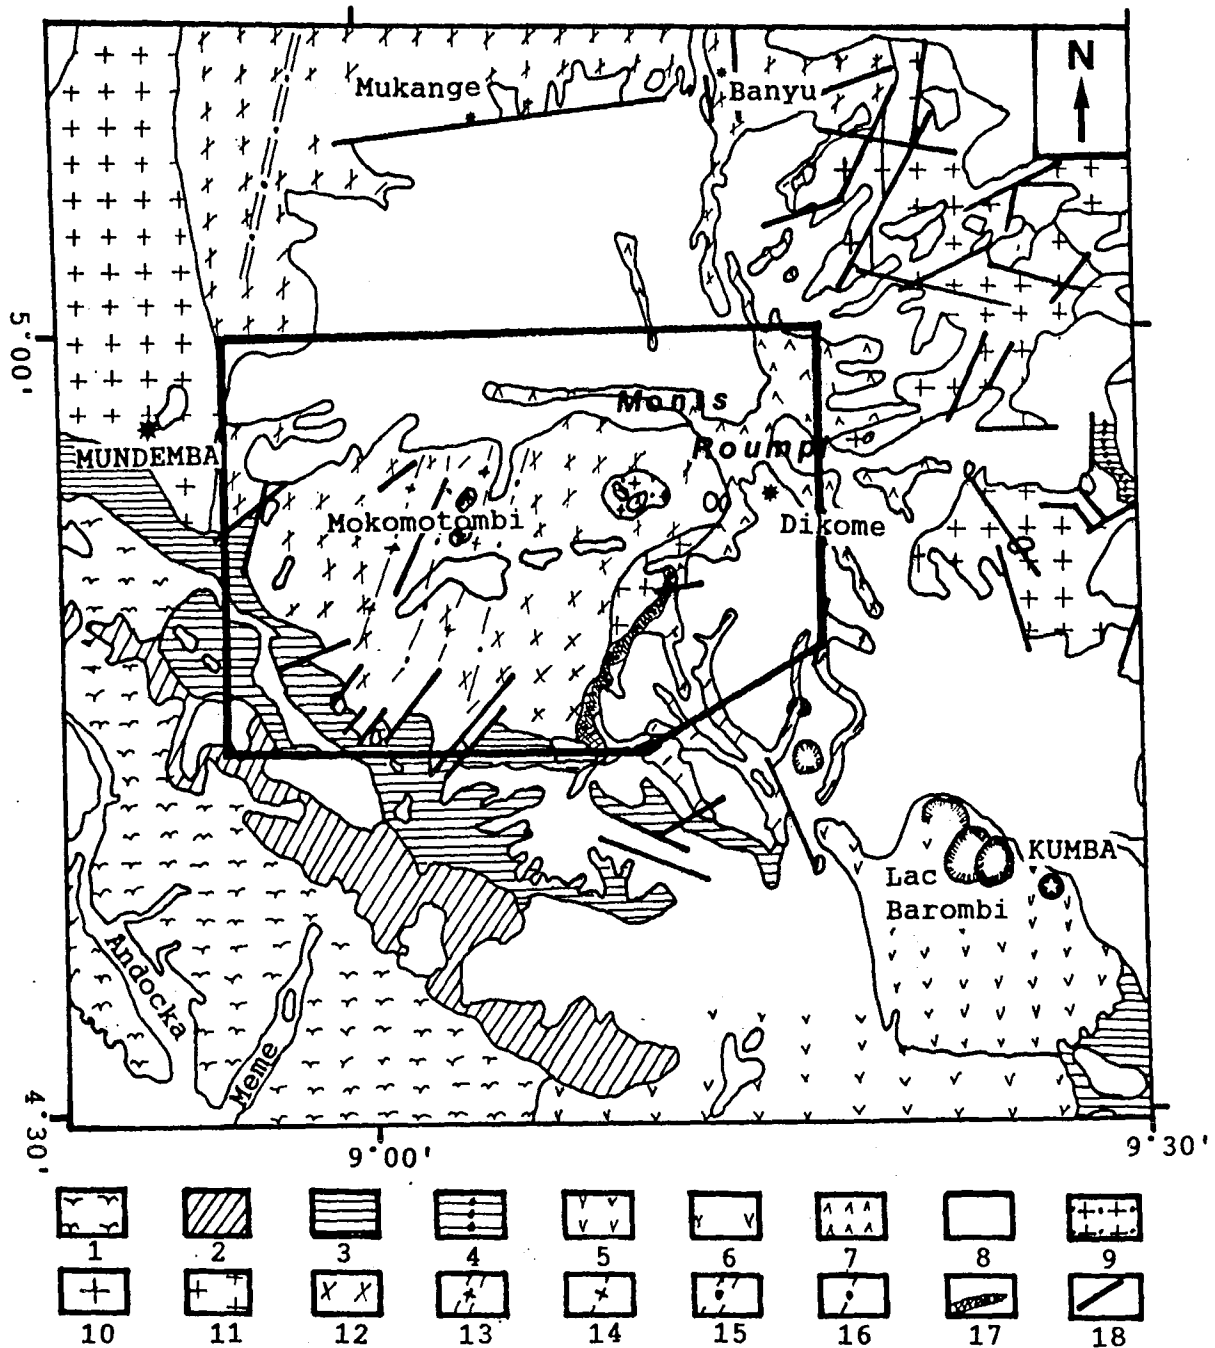 N
Mukange
Banyu
5°00'
Monts
Roumpi
MUNDEMBA
Mokomotombi
Dikome
KUMBA
Lac
Barombi
Andocka
Meme
4°30'
9°00'
9°30'
1 2 3 4 5 6 7 8 9
10 11 12 13 14 15 16 17 18